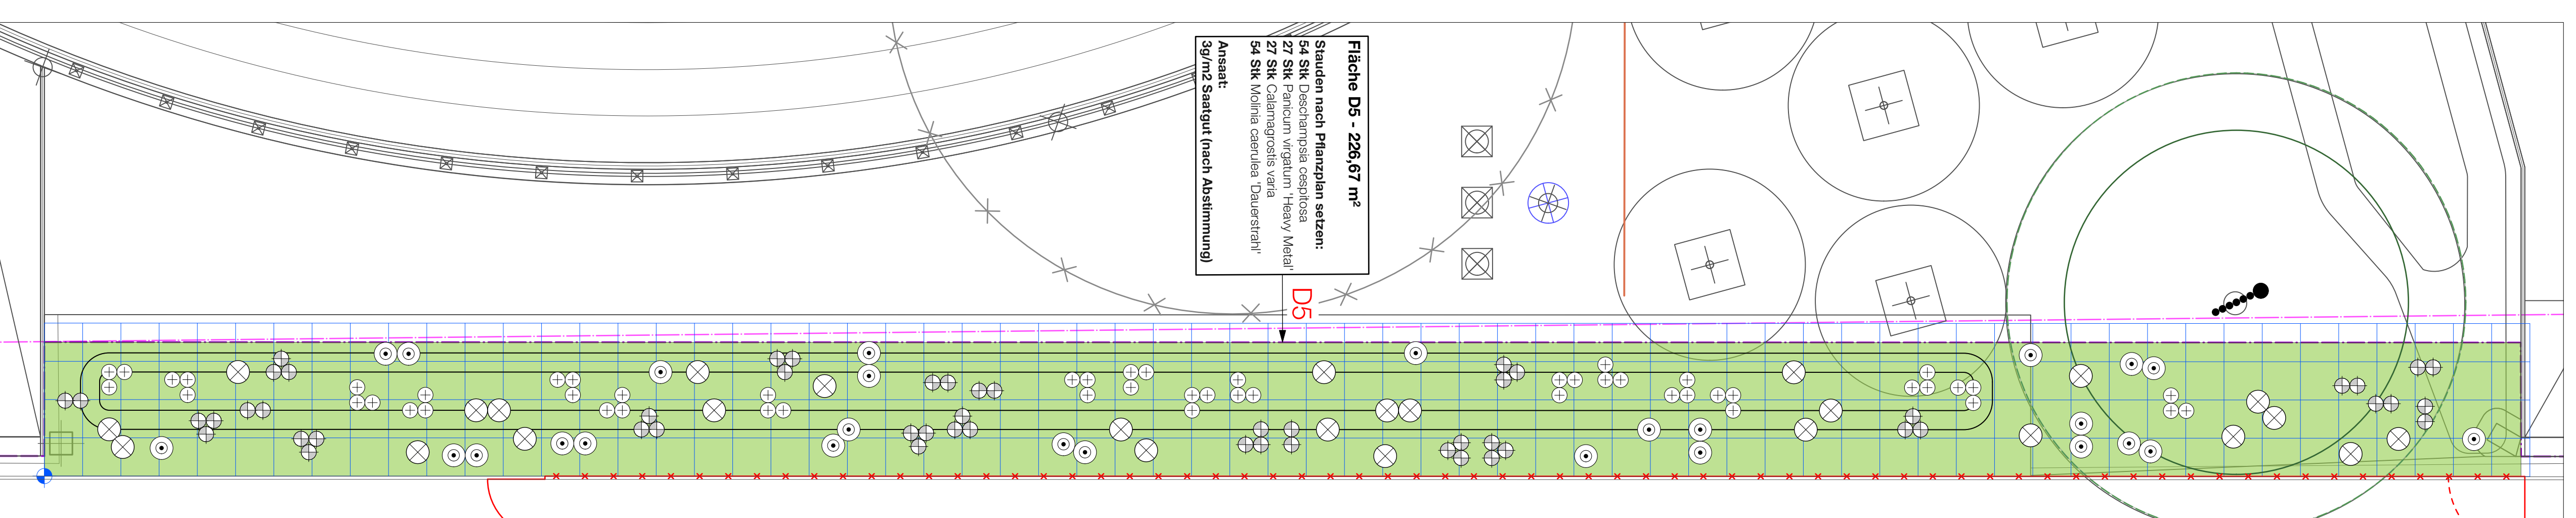 Fläche D5 - 226,67 m²
Stauden nach Pflanzplan setzen:
54 Stk Deschampsia cespitosa
27 Stk Panicum virgatum 'Heavy Metal'
27 Stk Calamagrostis varia
54 Stk Molinia caerulea 'Dauerstrahl'
Ansaat:
3g/m2 Saatgut (nach Abstimmung)
D5